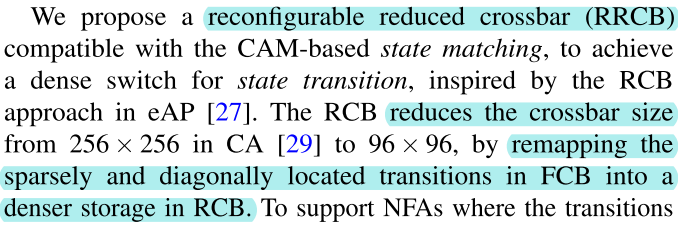 We propose a reconfigurable reduced crossbar (RRCB)
compatible with the CAM-based state matching, to achieve
a dense switch for state transition, inspired by the RCB
approach in eAP [27]. The RCB reduces the crossbar size
from 256 × 256 in CA [29] to 96 × 96, by remapping the
sparsely and diagonally located transitions in FCB into a
denser storage in RCB. To support NFAs where the transitions